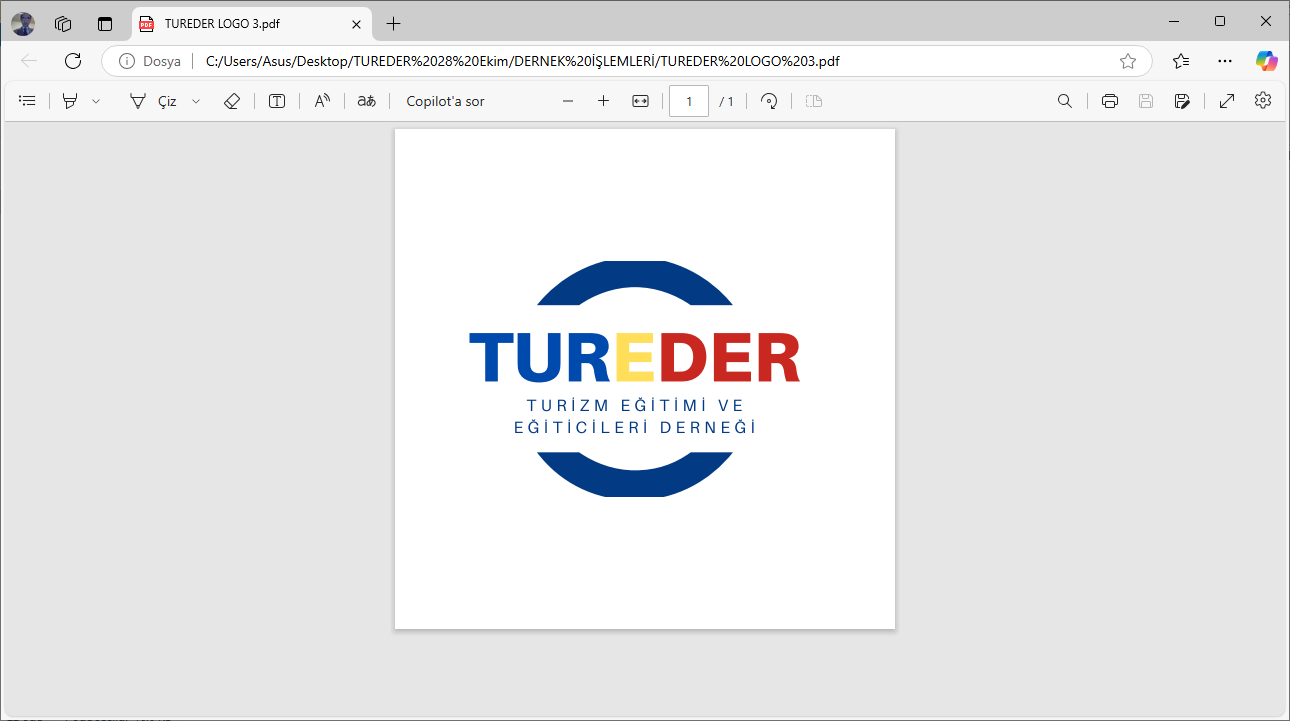 TUREDER LOGO 3.pdf
Dosya
C:/Users/Asus/Desktop/TUREDER%2028%20Ekim/DERNEK%20İŞLEMLERİ/TUREDER%20LOGO%203.pdf
Çiz
Copilot'a sor
1 / 1
TUREDER
TURİZM EĞİTİMİ VE
EĞİTİCİLERİ DERNEĞİ